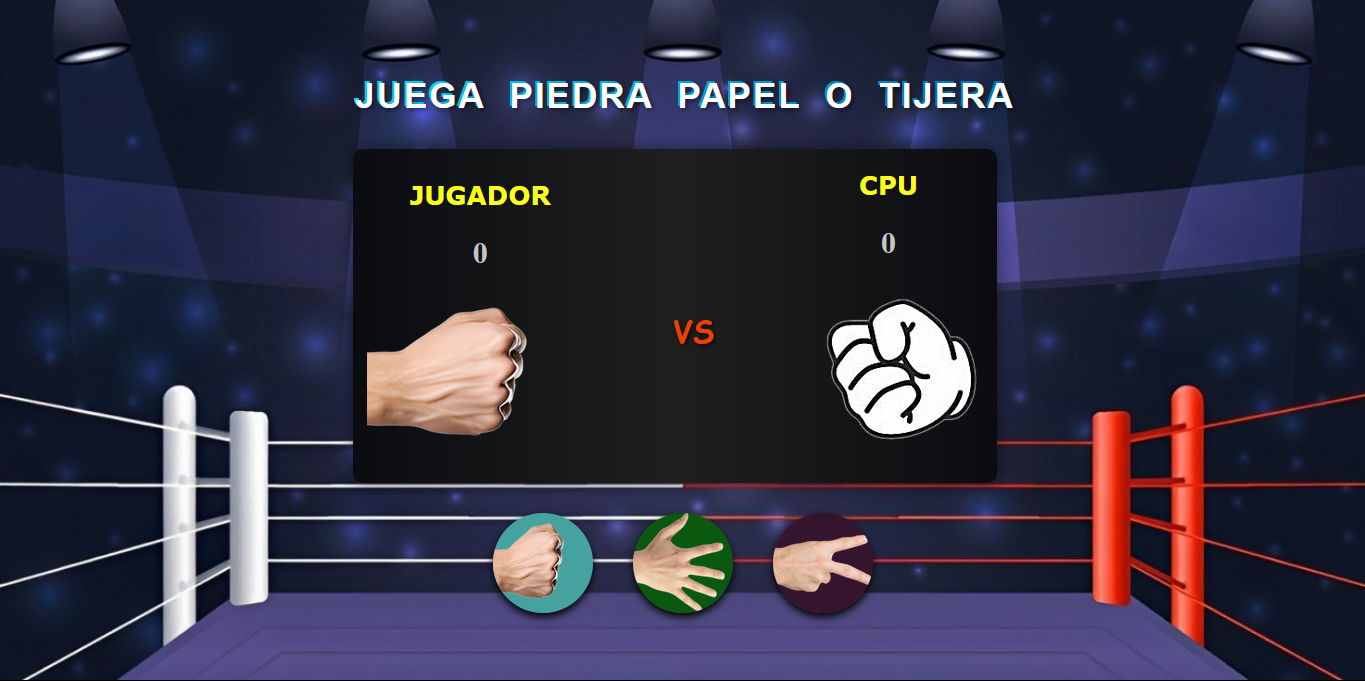 JUEGA PIEDRA PAPEL O TIJERA
JUGADOR
0
VS
CPU
0